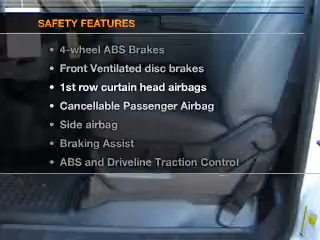 SAFETY FEATURES
• 4-wheel ABS Brakes
• Front Ventilated disc brakes
• 1st row curtain head airbags
• Cancellable Passenger Airbag
• Side airbag
• Braking Assist
• ABS and Driveline Traction Control